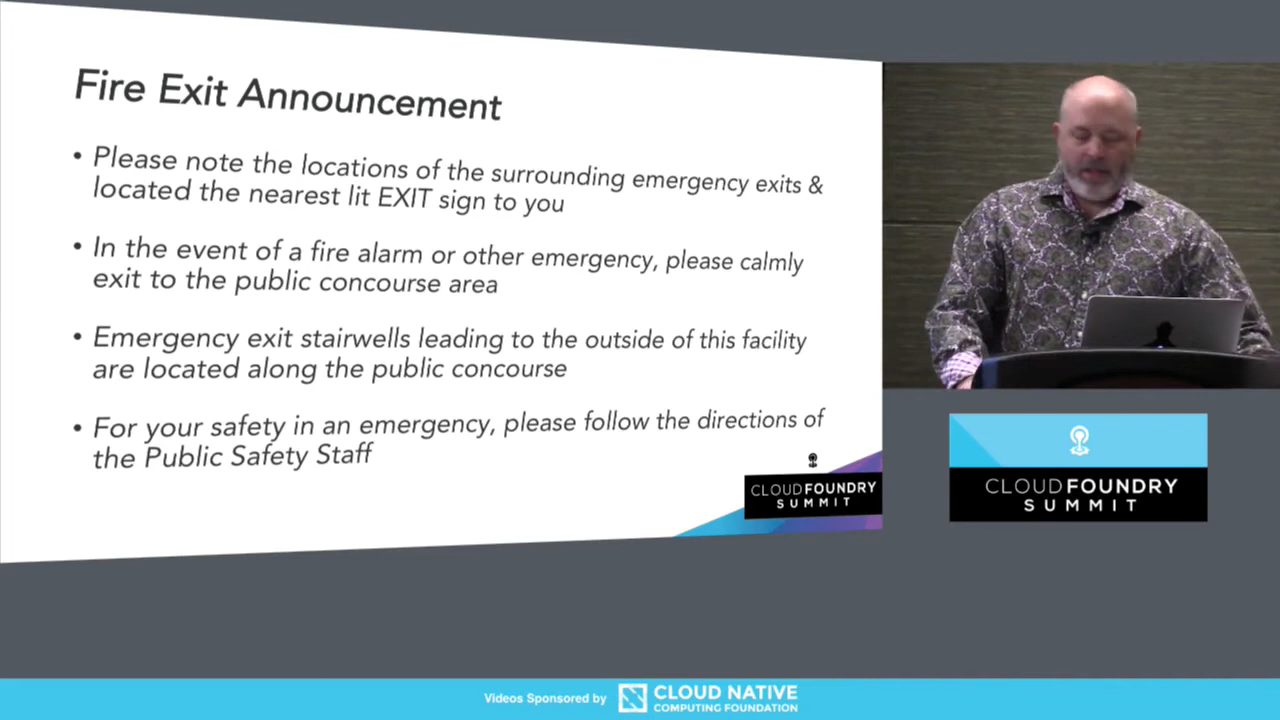 Fire Exit Announcement
• Please note the locations of the surrounding emergency exits &
located the nearest lit EXIT sign to you
• In the event of a fire alarm or other emergency, please calmly
exit to the public concourse area
• Emergency exit stairwells leading to the outside of this facility
are located along the public concourse
• For your safety in an emergency, please follow the directions of
the Public Safety Staff
CLOUDFOUNDRY
SUMMIT
CLOUDFOUNDRY
SUMMIT
Videos Sponsored by
CLOUD NATIVE
COMPUTING FOUNDATION